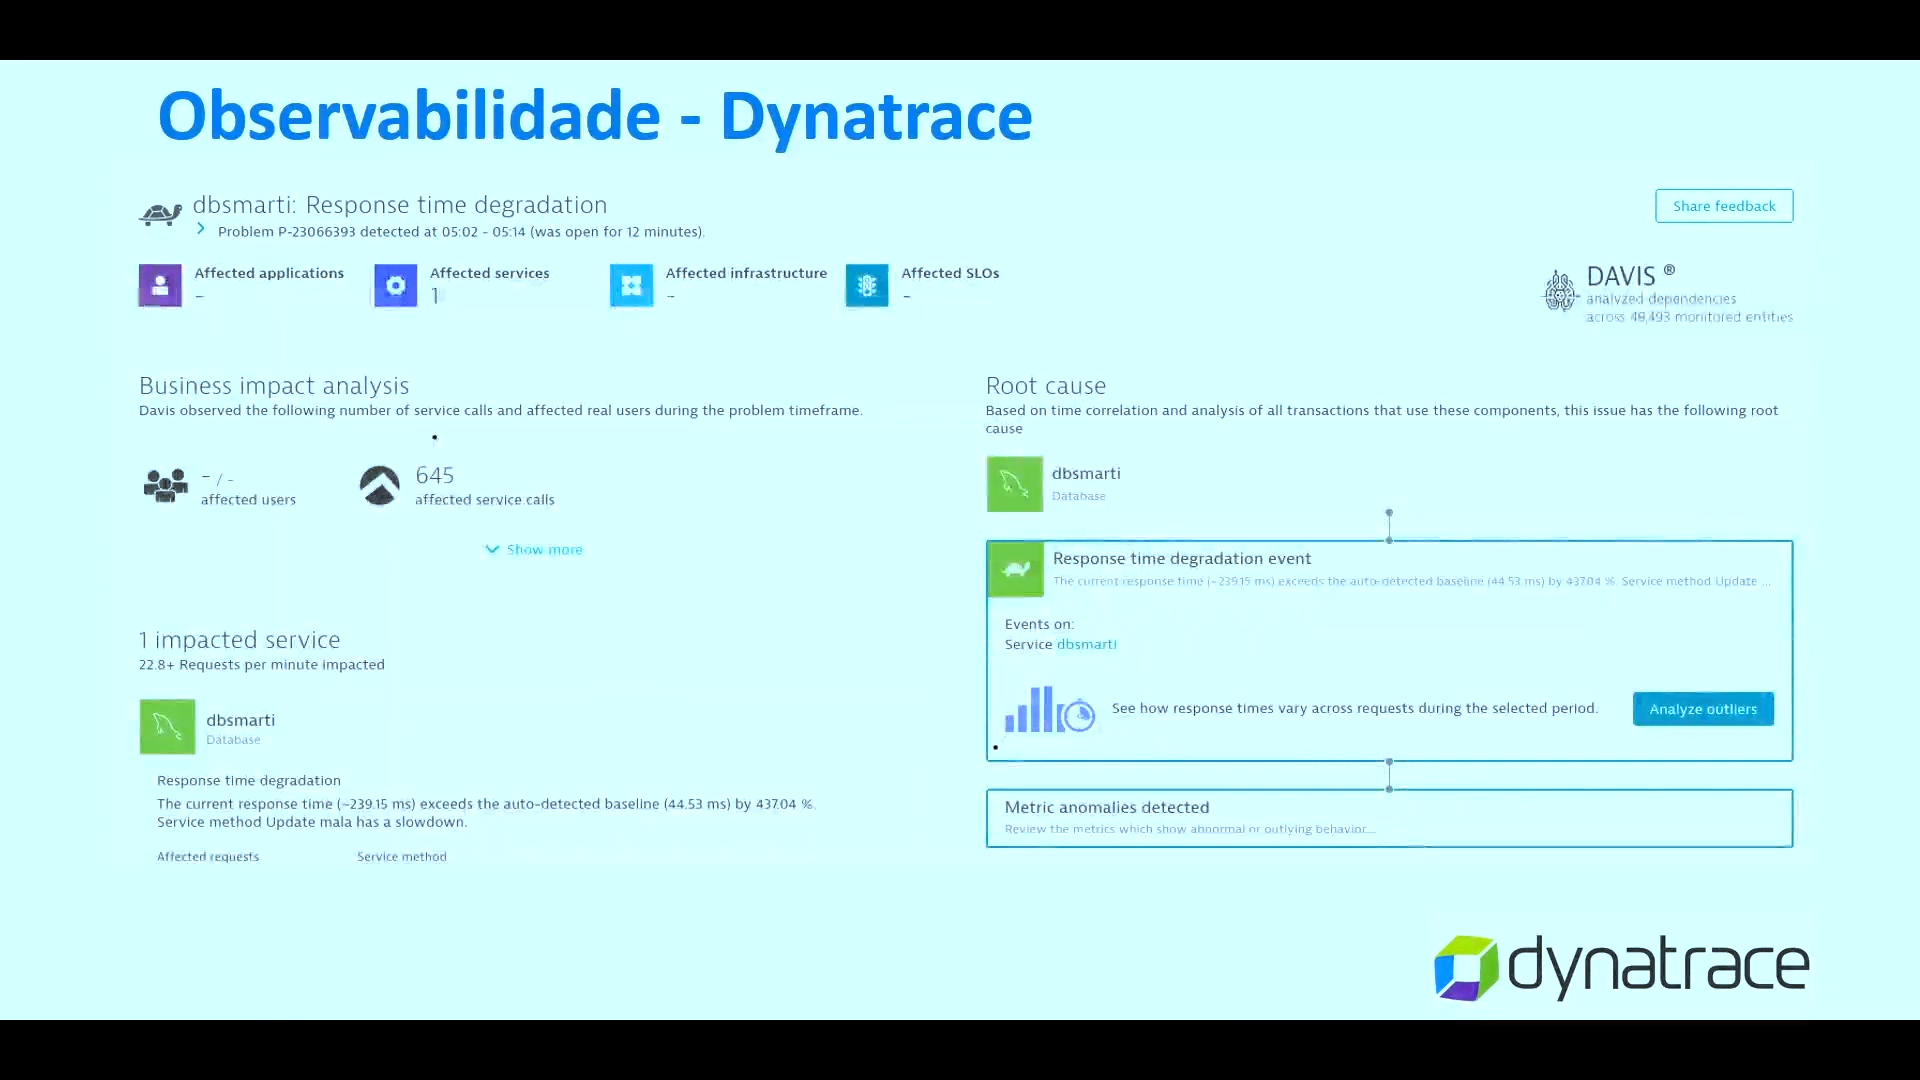 Observabilidade - Dynatrace
dbsmarti: Response time degradation
Problem P-23066393 detected at 05:02 - 05:14 (was open for 12 minutes).
Share feedback
Affected applications
-
Affected services
1
Affected infrastructure
-
Affected SLOs
-
DAVIS ®
analyzed dependencies
across monitored entities
Business impact analysis
Davis observed the following number of service calls and affected real users during the problem timeframe.
- / -
affected users
645
affected service calls
Show more
1 impacted service
22.8+ Requests per minute impacted
dbsmarti
Database
Response time degradation
The current response time (~239.15 ms) exceeds the auto-detected baseline (44.53 ms) by 437.04 %.
Service method Update mala has a slowdown.
Affected requests
Service method
Root cause
Based on time correlation and analysis of all transactions that use these components, this issue has the following root
cause
dbsmarti
Database
Response time degradation event
The current response time (~239.15 ms) exceeds the auto-detected baseline (44.53 ms) by 437.04 %. Service method Update ...
Events on:
Service dbsmarti
See how response times vary across requests during the selected period.
Analyze outliers
Metric anomalies detected
Review the metrics which show abnormal or outlying behavior...
dynatrace